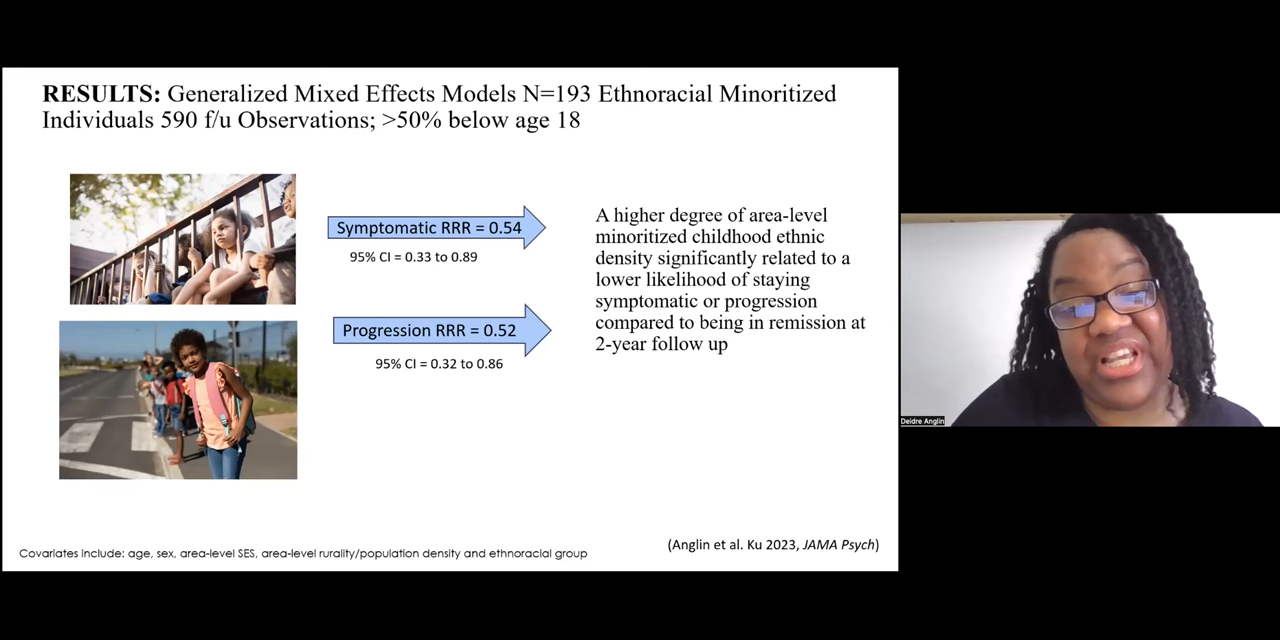 RESULTS: Generalized Mixed Effects Models N=193 Ethnoracial Minoritized
Individuals 590 f/u Observations; >50% below age 18
Symptomatic RRR = 0.54
95% CI = 0.33 to 0.89
Progression RRR = 0.52
95% CI = 0.32 to 0.86
A higher degree of area-level
minoritized childhood ethnic
density significantly related to a
lower likelihood of staying
symptomatic or progression
compared to being in remission at
2-year follow up
Covariates include: age, sex, area-level SES, area-level rurality/population density and ethnoracial group
(Anglin et al. Ku 2023, JAMA Psych)
Deidre Anglin